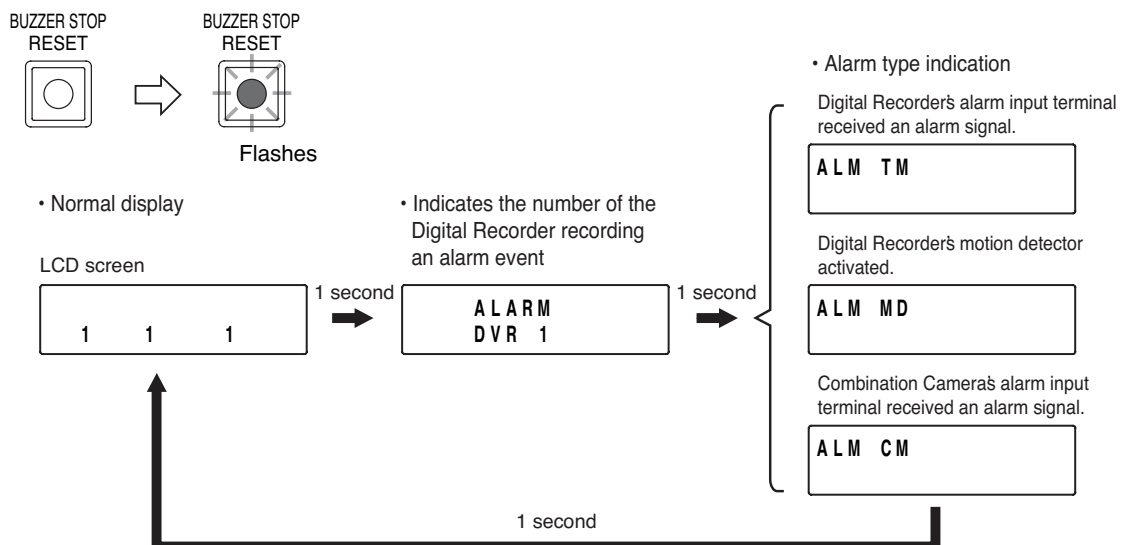 BUZZER STOP
RESET
BUZZER STOP
RESET
Flashes
• Normal display
LCD screen
1 1 1
1 second
• Indicates the number of the
Digital Recorder recording
an alarm event
ALARM
DVR 1
1 second
• Alarm type indication
Digital Recorder's alarm input terminal
received an alarm signal.
ALM TM
Digital Recorder's motion detector
activated.
ALM MD
Combination Camera's alarm input
terminal received an alarm signal.
ALM CM
1 second